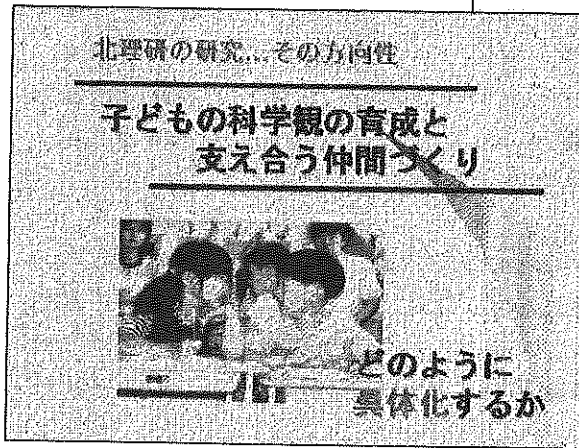 北理研の研究…その方向性
子どもの科学観の育成と
支え合う仲間づくり
どのように
具体化するか